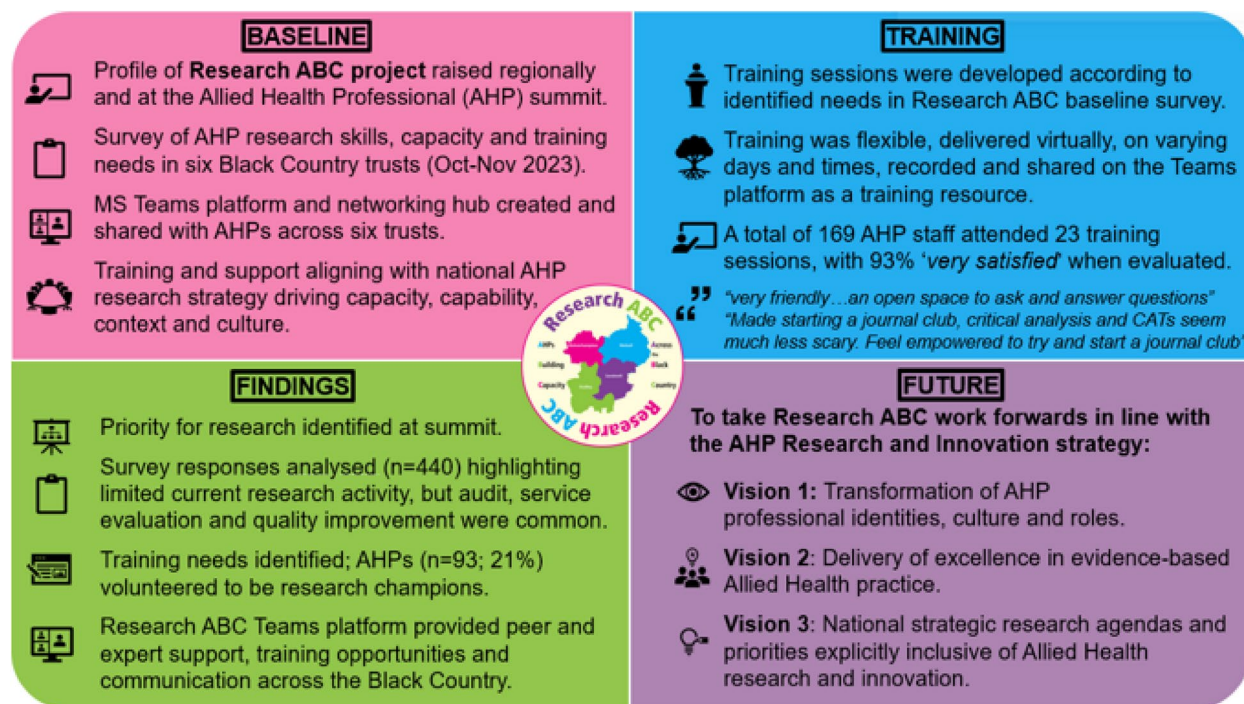 BASELINE
Profile of Research ABC project raised regionally
and at the Allied Health Professional (AHP) summit.
Survey of AHP research skills, capacity and training
needs in six Black Country trusts (Oct-Nov 2023).
MS Teams platform and networking hub created and
shared with AHPs across six trusts.
Training and support aligning with national AHP
research strategy driving capacity, capability,
context and culture.
TRAINING
Training sessions were developed according to
identified needs in Research ABC baseline survey.
Training was flexible, delivered virtually, on varying
days and times, recorded and shared on the Teams
platform as a training resource.
A total of 169 AHP staff attended 23 training
sessions, with 93% ‘very satisfied’ when evaluated.
“very friendly…an open space to ask and answer questions”
“Made starting a journal club, critical analysis and CATs seem
much less scary. Feel empowered to try and start a journal club”
Research ABC
AHPs Across
the
Building Black
Capacity Country
Research ABC
FINDINGS
Priority for research identified at summit.
Survey responses analysed (n=440) highlighting
limited current research activity, but audit, service
evaluation and quality improvement were common.
Training needs identified; AHPs (n=93; 21%)
volunteered to be research champions.
Research ABC Teams platform provided peer and
expert support, training opportunities and
communication across the Black Country.
FUTURE
To take Research ABC work forwards in line with
the AHP Research and Innovation strategy:
Vision 1: Transformation of AHP
professional identities, culture and roles.
Vision 2: Delivery of excellence in evidence-based
Allied Health practice.
Vision 3: National strategic research agendas and
priorities explicitly inclusive of Allied Health
research and innovation.